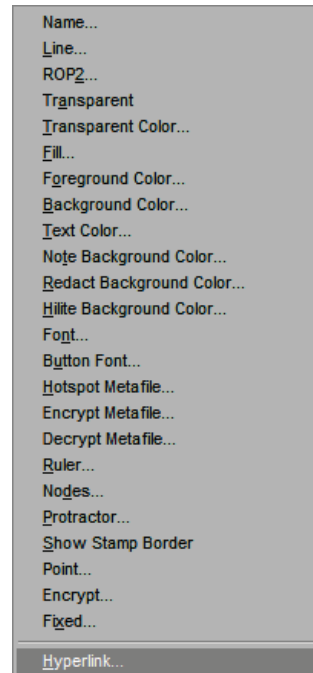 Name...
Line...
ROP2...
Transparent
Transparent Color...
Fill...
Foreground Color...
Background Color...
Text Color...
Note Background Color...
Redact Background Color...
Hilite Background Color...
Font...
Button Font...
Hotspot Metafile...
Encrypt Metafile...
Decrypt Metafile...
Ruler...
Nodes...
Protractor...
Show Stamp Border
Point...
Encrypt...
Fixed...
Hyperlink...